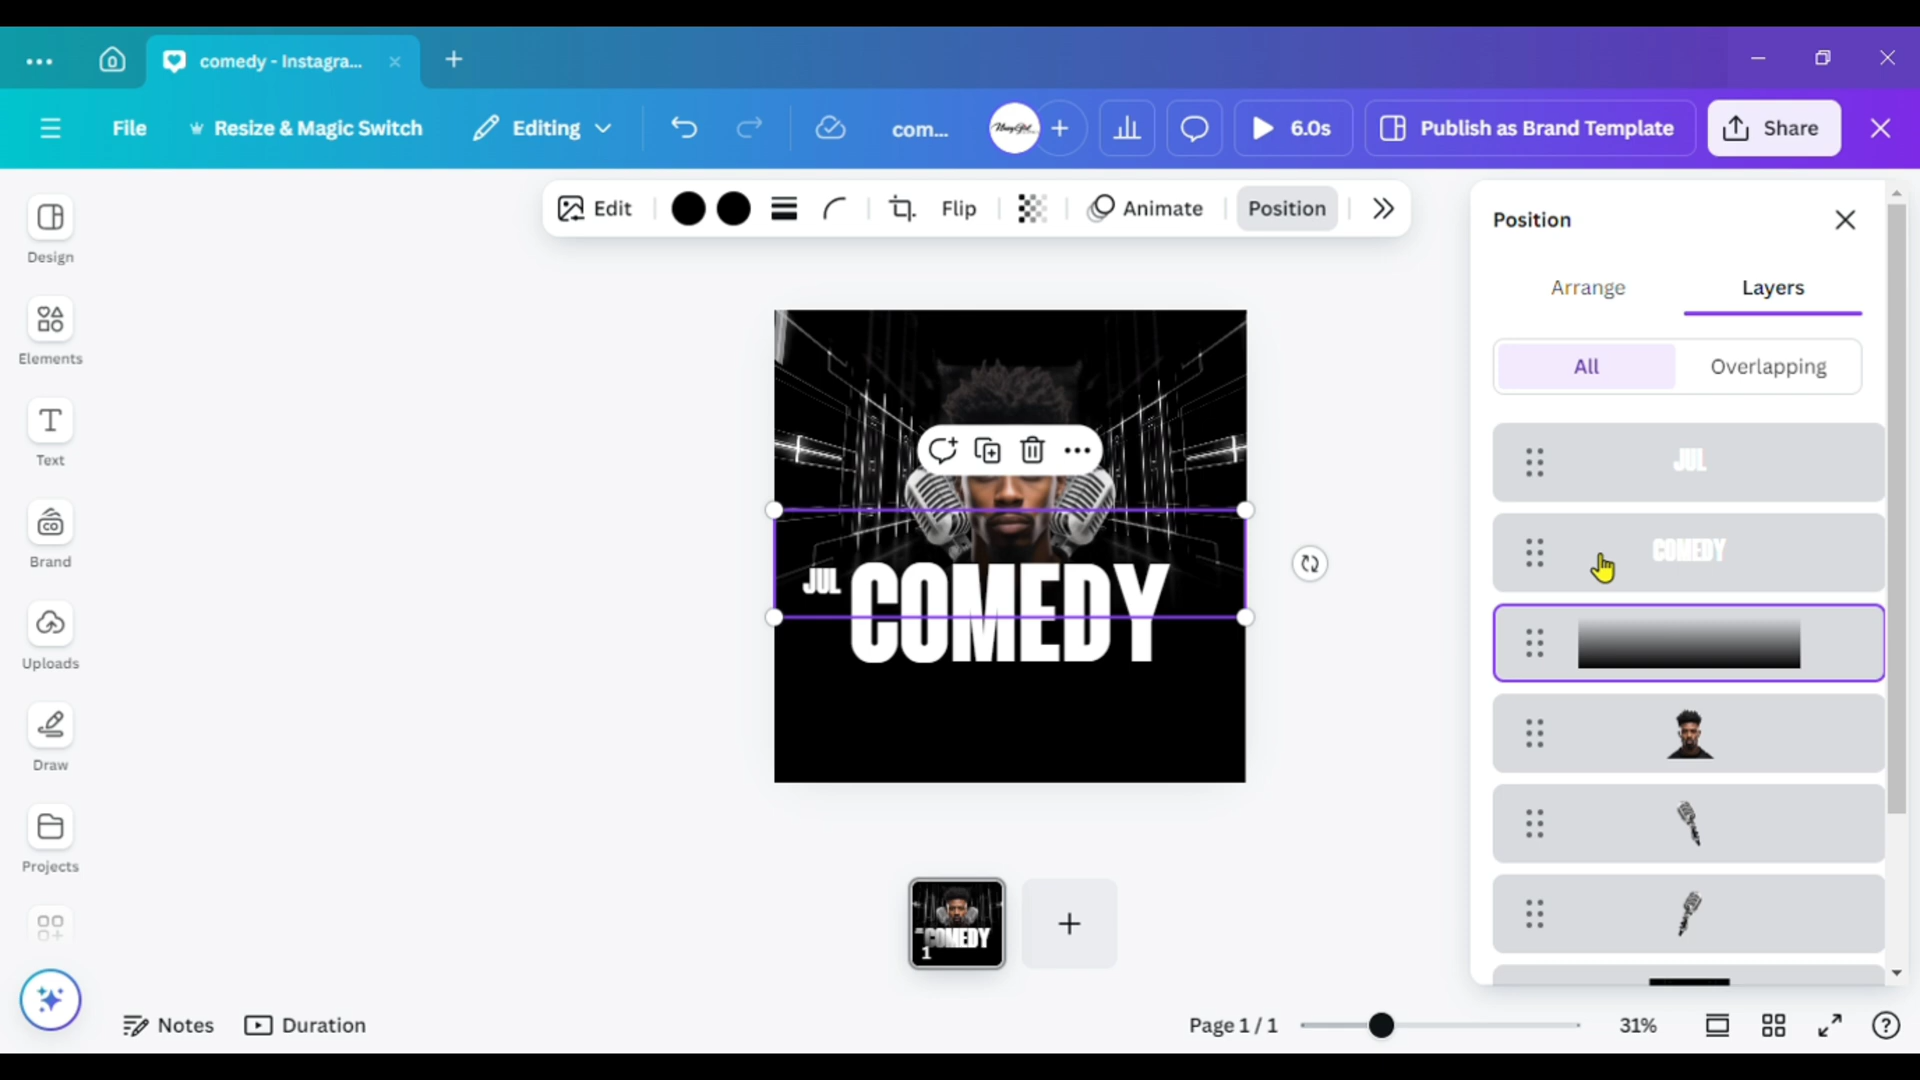 comedy - Instagra...
File
Resize & Magic Switch
Editing
com...
6.0s
Publish as Brand Template
Share
Design
Elements
Text
Brand
Uploads
Draw
Projects
Edit
Flip
Animate
Position
JUL
COMEDY
COMEDY
1
Position
Arrange
Layers
All
Overlapping
JUL
COMEDY
Notes
Duration
Page 1 / 1
31%